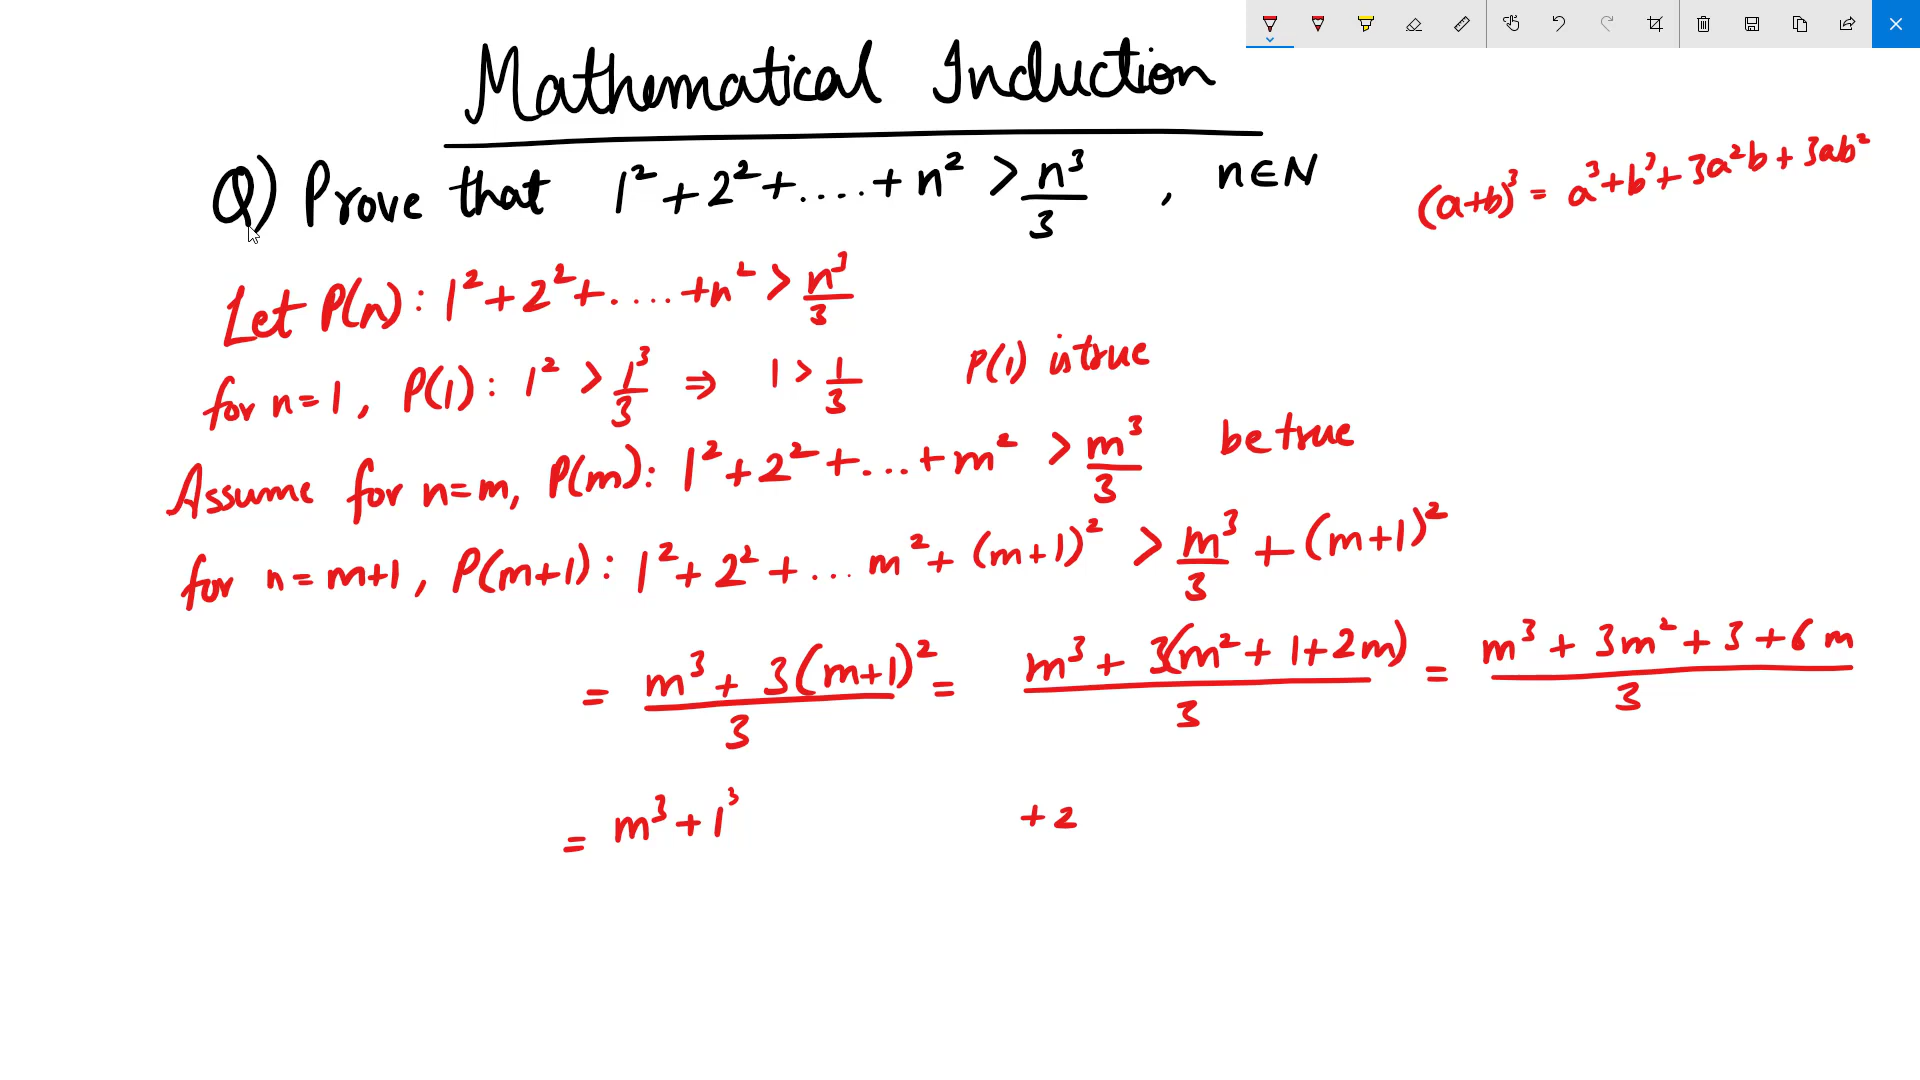 Mathematical Induction
Q) Prove that 1² + 2² + .... + n² > n³/3 , n ∈ N
(a+b)³ = a³ + b³ + 3a²b + 3ab²
Let P(n) : 1² + 2² + ..... + n² > n³/3
for n = 1 , P(1) : 1² > 1³/3 ⇒ 1 > 1/3 P(1) is true
Assume for n = m, P(m) : 1² + 2² + ... + m² > m³/3 be true
for n = m+1 , P(m+1) : 1² + 2² + ... m² + (m+1)² > m³/3 + (m+1)²
= (m³ + 3(m+1)²)/3 = (m³ + 3(m² + 1 + 2m))/3 = (m³ + 3m² + 3 + 6m)/3
= m³ + 1³ + 2